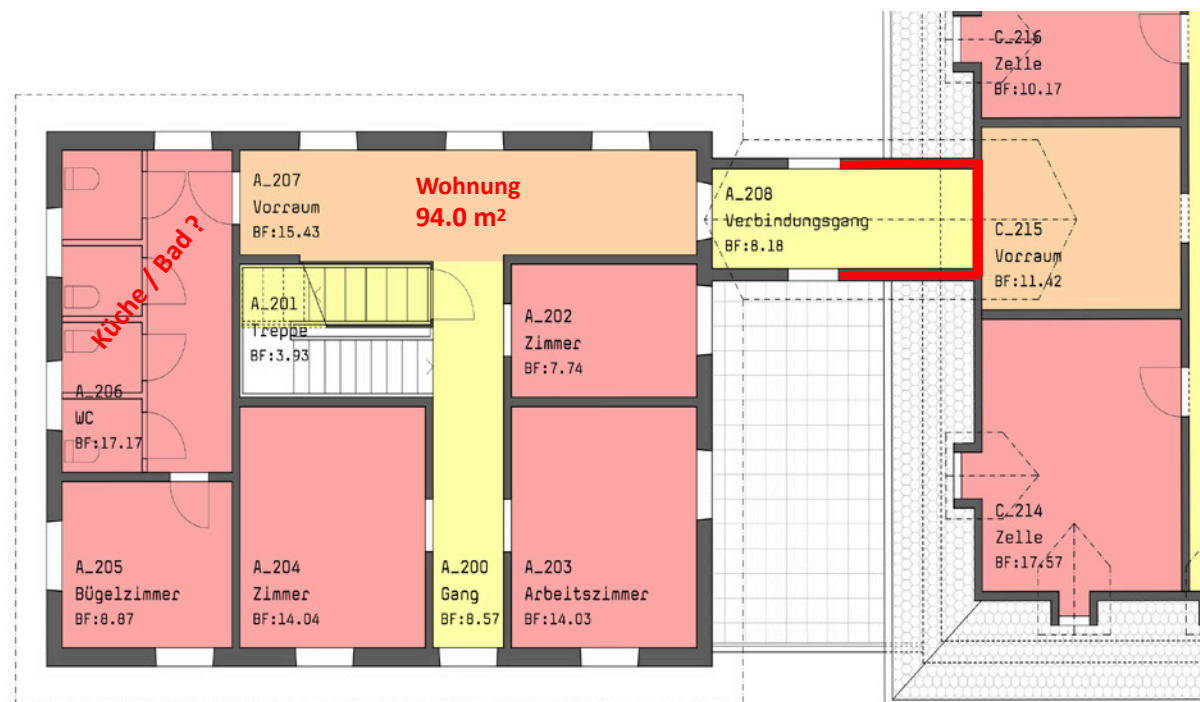 C_216
Zelle
BF:10.17
A_207
Vorraum
BF:15.43
Wohnung
94.0 m²
A_208
Verbindungsgang
BF:8.18
C_215
Vorraum
BF:11.42
Küche / Bad ?
A_201
Treppe
BF:3.93
A_202
Zimmer
BF:7.74
A_206
WC
BF:17.17
C_214
Zelle
BF:17.57
A_205
Bügelzimmer
BF:8.87
A_204
Zimmer
BF:14.04
A_200
Gang
BF:8.57
A_203
Arbeitszimmer
BF:14.03